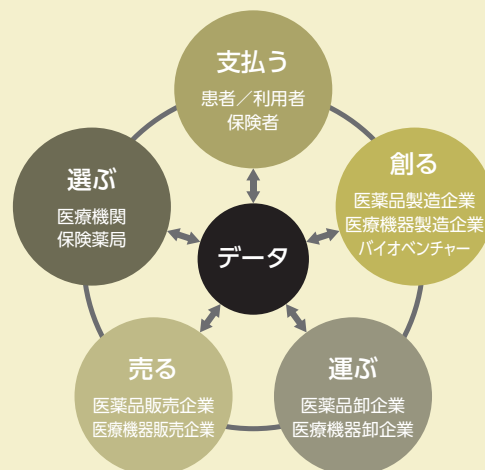 支払う
患者／利用者
保険者
創る
医薬品製造企業
医療機器製造企業
バイオベンチャー
選ぶ
医療機関
保険薬局
データ
売る
医薬品販売企業
医療機器販売企業
運ぶ
医薬品卸企業
医療機器卸企業